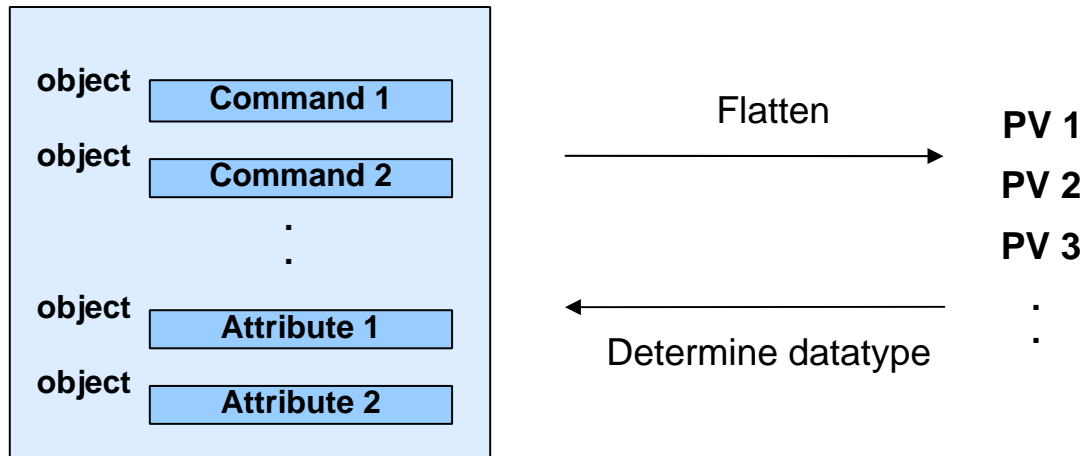 object
Command 1
object
Command 2
.
.
object
Attribute 1
object
Attribute 2
Flatten
Determine datatype
PV 1
PV 2
PV 3
.
.